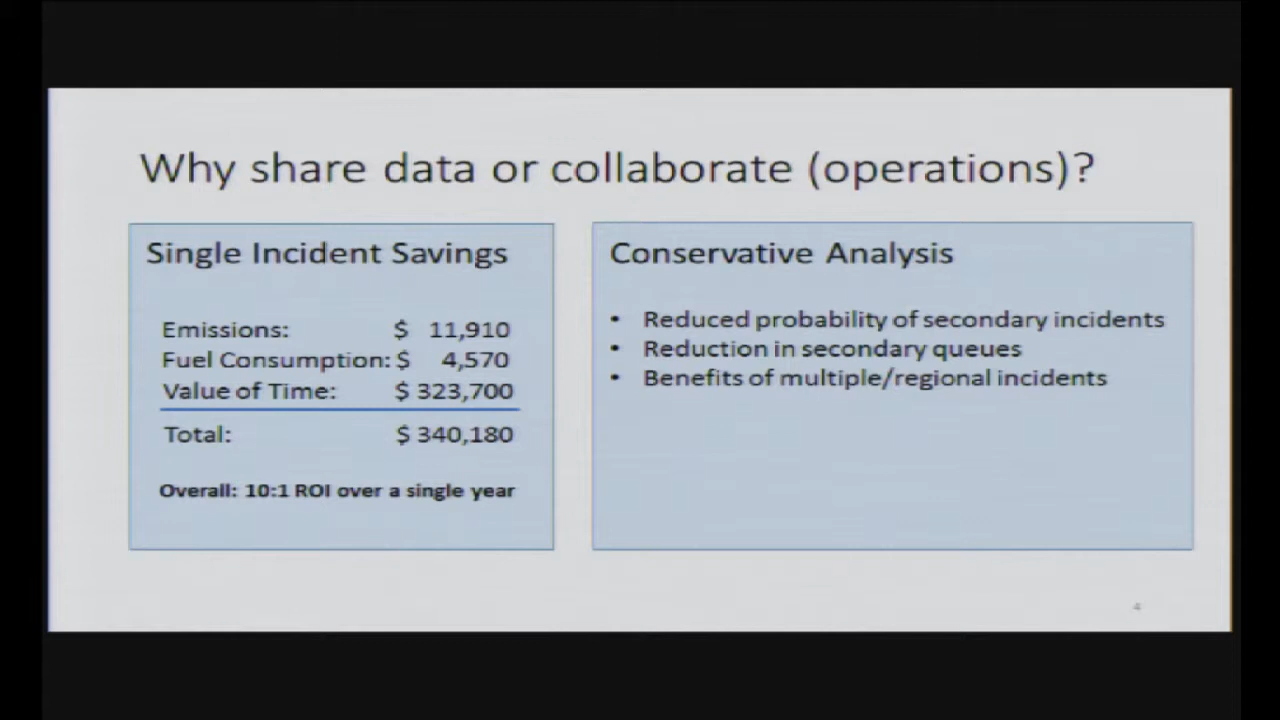 Why share data or collaborate (operations)?
Single Incident Savings
Emissions: $ 11,910
Fuel Consumption: $ 4,570
Value of Time: $ 323,700
Total: $ 340,180
Overall: 10:1 ROI over a single year
Conservative Analysis
• Reduced probability of secondary incidents
• Reduction in secondary queues
• Benefits of multiple/regional incidents
4